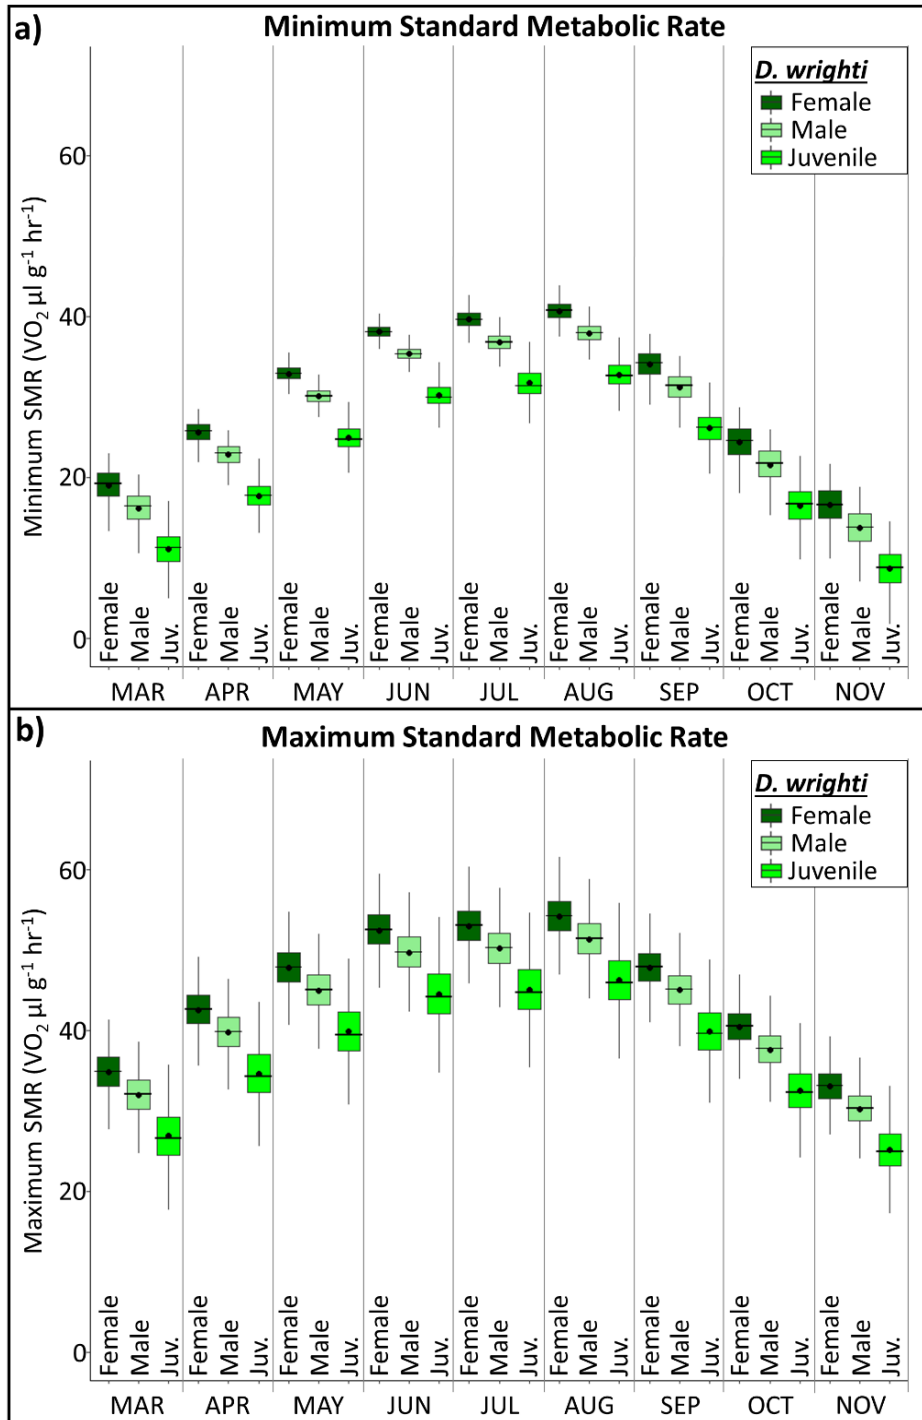 a)
Minimum Standard Metabolic Rate
D. wrighti
Female
Male
Juvenile
Minimum SMR (VO₂ µl g⁻¹ hr⁻¹)
60
40
20
0
Female Male Juv. Female Male Juv. Female Male Juv. Female Male Juv. Female Male Juv. Female Male Juv. Female Male Juv. Female Male Juv. Female Male Juv.
MAR APR MAY JUN JUL AUG SEP OCT NOV
b)
Maximum Standard Metabolic Rate
D. wrighti
Female
Male
Juvenile
Maximum SMR (VO₂ µl g⁻¹ hr⁻¹)
60
40
20
0
Female Male Juv. Female Male Juv. Female Male Juv. Female Male Juv. Female Male Juv. Female Male Juv. Female Male Juv. Female Male Juv. Female Male Juv.
MAR APR MAY JUN JUL AUG SEP OCT NOV